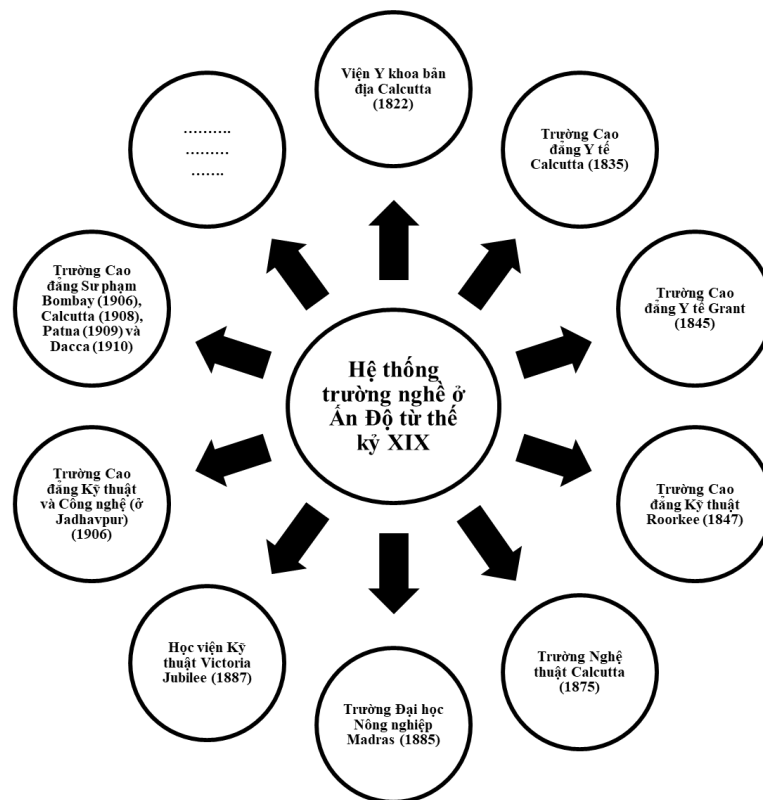 Viện Y khoa bản
địa Calcutta
(1822)
Trường Cao
đẳng Y tế
Calcutta (1835)
Trường Cao
đẳng Y tế Grant
(1845)
Trường Cao
đẳng Kỹ thuật
Roorkee (1847)
Trường Nghệ
thuật Calcutta
(1875)
Trường Đại học
Nông nghiệp
Madras (1885)
Học viện Kỹ
thuật Victoria
Jubilee (1887)
Trường Cao
đẳng Kỹ thuật
và Công nghệ (ở
Jadhavpur)
(1906)
Trường Cao
đẳng Sư phạm
Bombay (1906),
Calcutta (1908),
Patna (1909) và
Dacca (1910)
……….
………
…….
Hệ thống
trường nghề ở
Ấn Độ từ thế
kỷ XIX